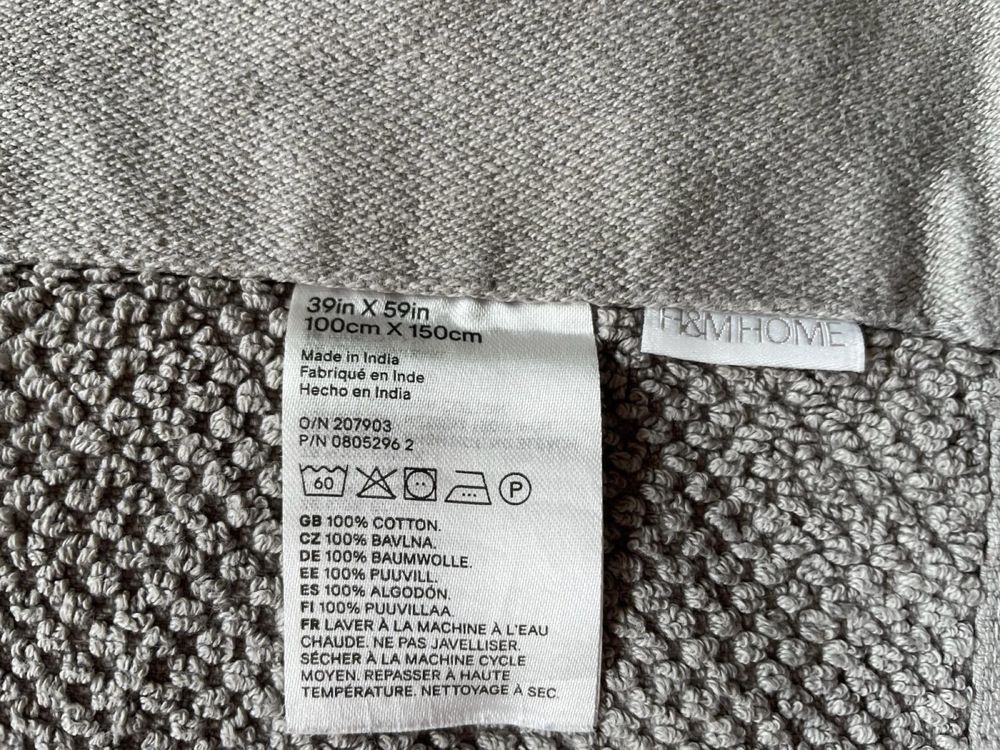 39in X 59in
100cm X 150cm
Made in India
Fabriqué en Inde
Hecho en India
O/N 207903
P/N 0805296 2
60
P
GB 100% COTTON.
CZ 100% BAVLNA.
DE 100% BAUMWOLLE.
EE 100% PUUVILL.
ES 100% ALGODÓN.
FI 100% PUUVILLAA.
FR LAVER À LA MACHINE À L'EAU
CHAUDE. NE PAS JAVELLISER.
SÉCHER À LA MACHINE CYCLE
MOYEN. REPASSER À HAUTE
TEMPÉRATURE. NETTOYAGE À SEC.
H&M HOME